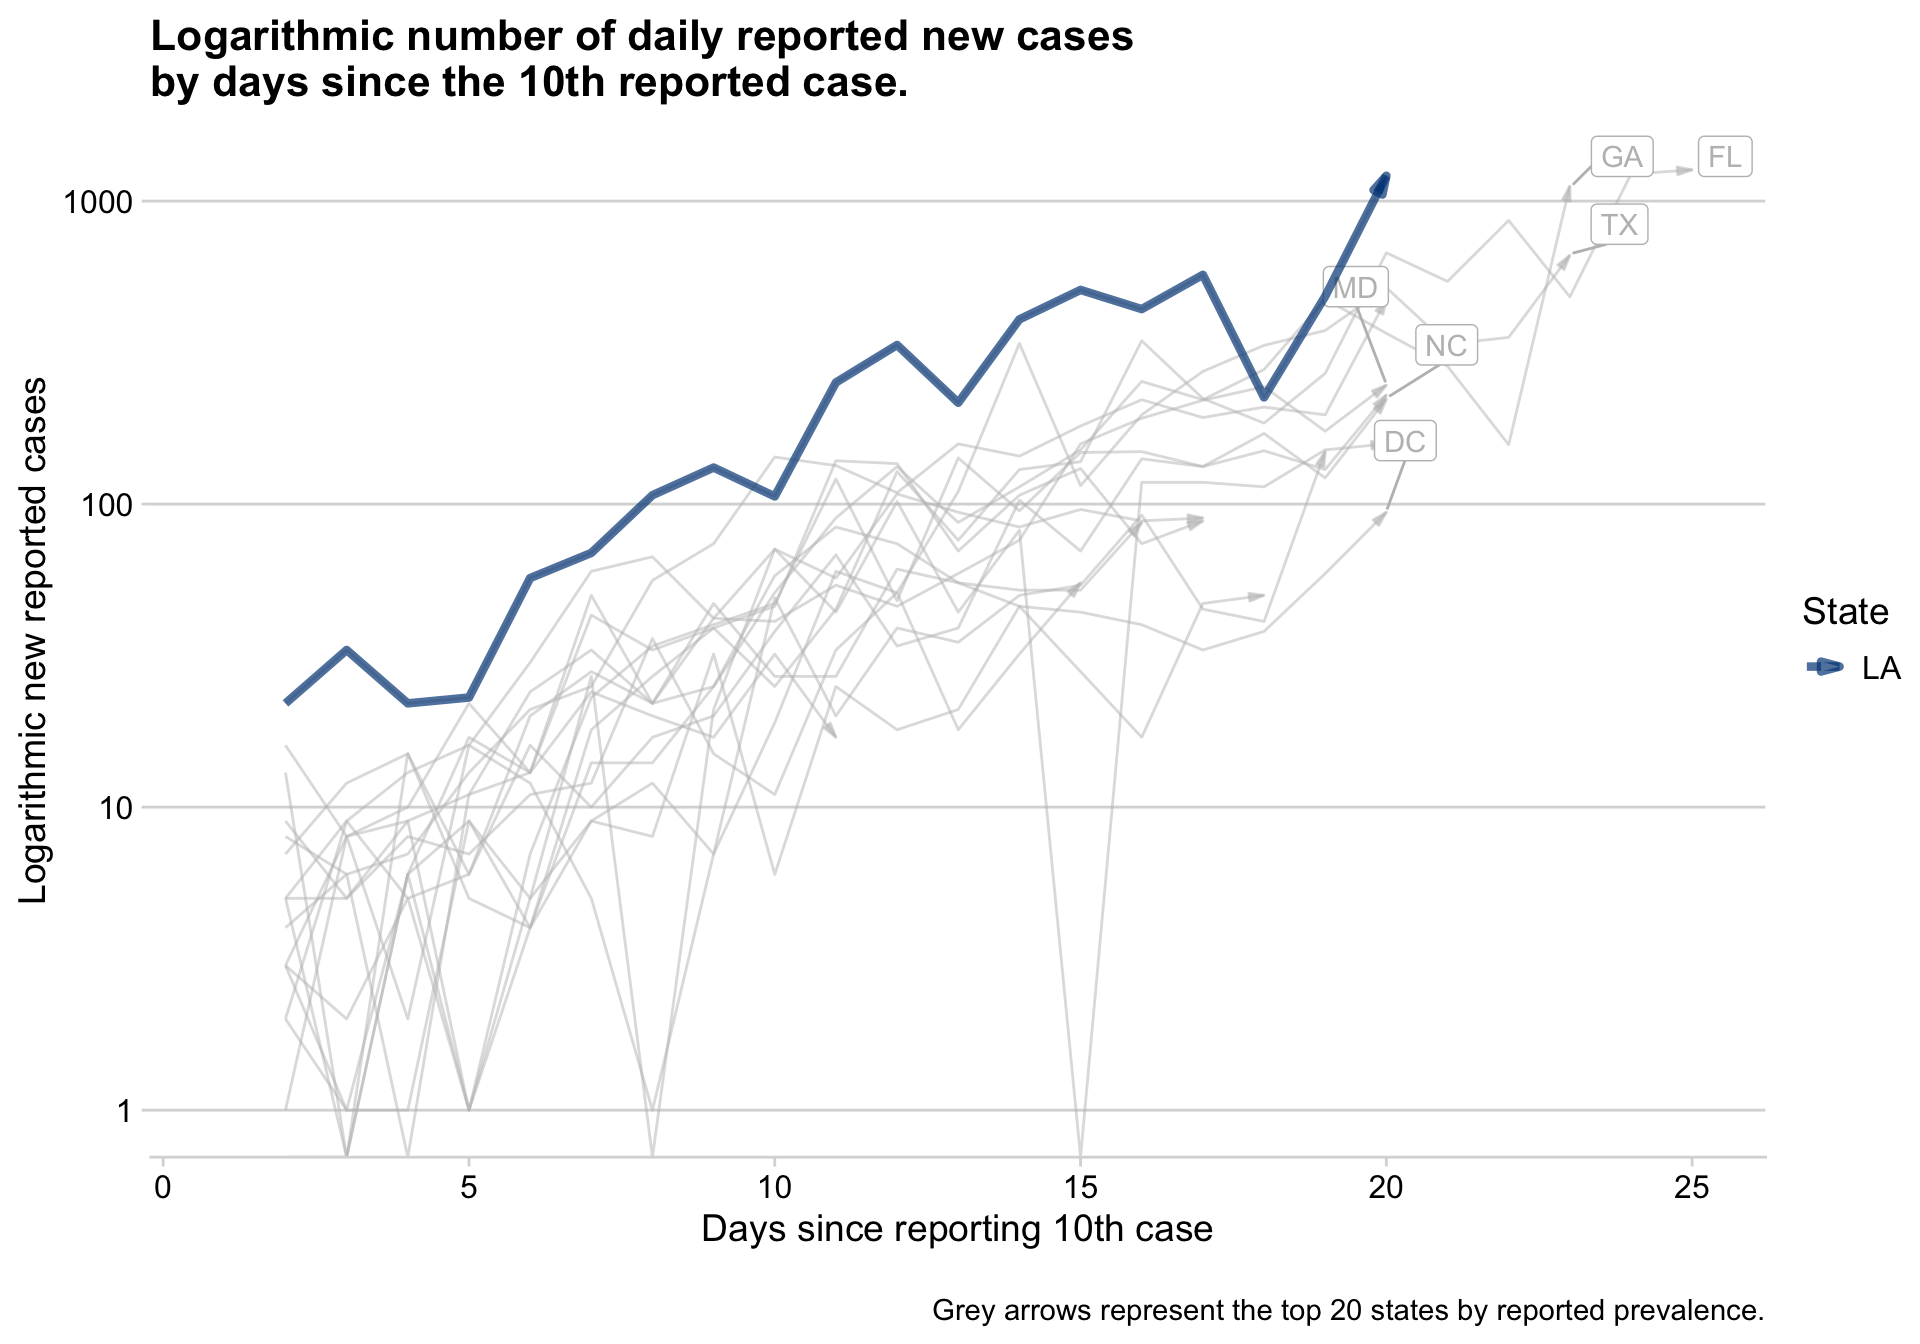 Logarithmic number of daily reported new cases
by days since the 10th reported case.
GA
FL
1000
TX
MD
NC
DC
100
10
1
Logarithmic new reported cases
State
LA
0
5
10
15
20
25
Days since reporting 10th case
Grey arrows represent the top 20 states by reported prevalence.